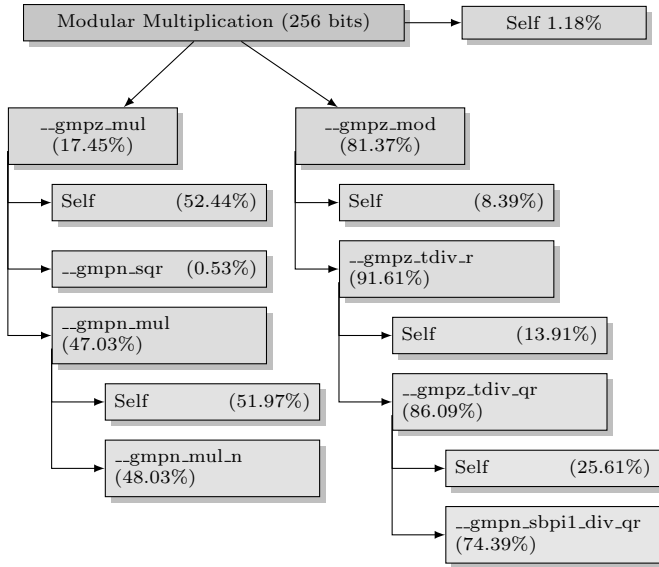 Modular Multiplication (256 bits)
Self 1.18%
__gmpz_mul
(17.45%)
Self (52.44%)
__gmpn_sqr (0.53%)
__gmpn_mul
(47.03%)
Self (51.97%)
__gmpn_mul_n
(48.03%)
__gmpz_mod
(81.37%)
Self (8.39%)
__gmpz_tdiv_r
(91.61%)
Self (13.91%)
__gmpz_tdiv_qr
(86.09%)
Self (25.61%)
__gmpn_sbpi1_div_qr
(74.39%)